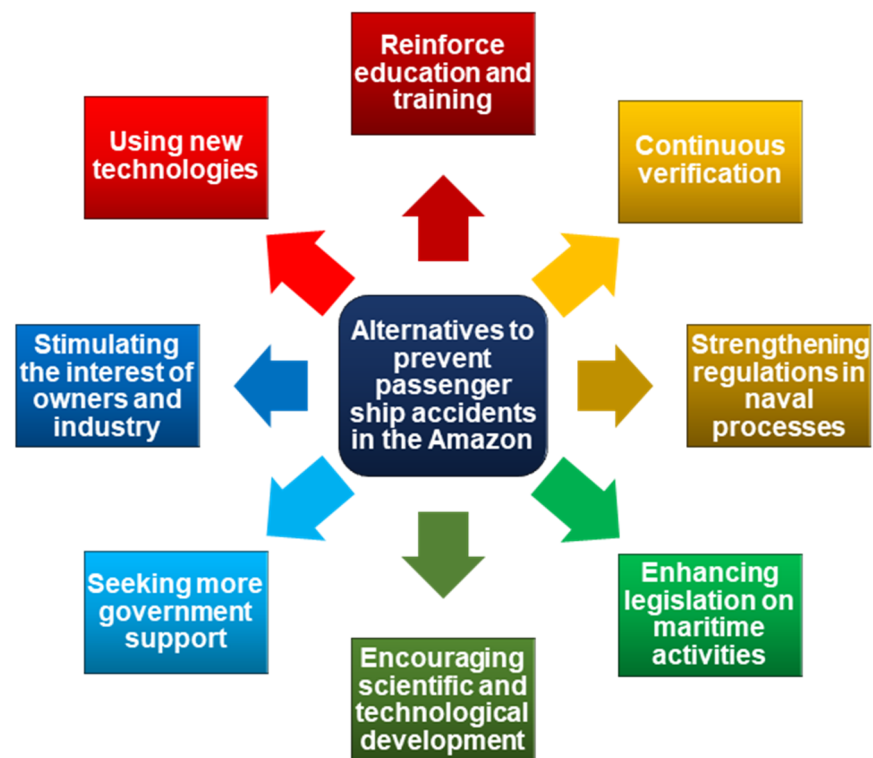 Reinforce
education and
training
Continuous
verification
Strengthening
regulations in
naval
processes
Enhancing
legislation on
maritime
activities
Encouraging
scientific and
technological
development
Seeking more
government
support
Stimulating
the interest of
owners and
industry
Using new
technologies
Alternatives to
prevent
passenger
ship accidents
in the Amazon